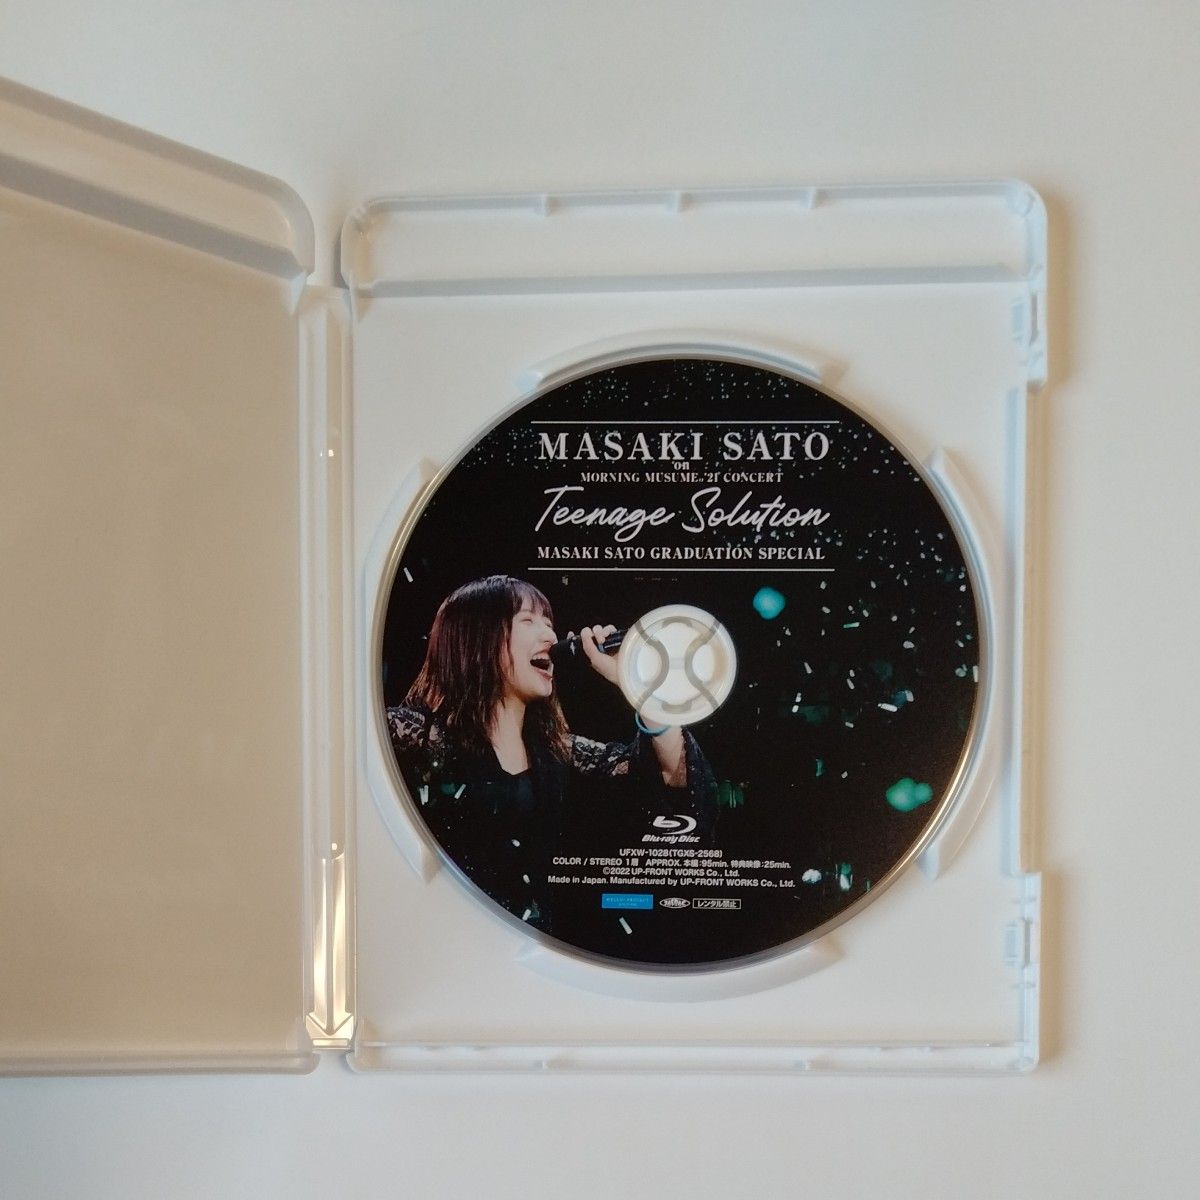 MASAKI SATO
on
MORNING MUSUME。'21 CONCERT
Teenage Solution
MASAKI SATO GRADUATION SPECIAL
Blu-ray Disc
UFXW-1028(TGXS-2568)
COLOR / STEREO 1層 APPROX. 本編:95min. 特典映像:25min.
©2022 UP-FRONT WORKS Co., Ltd.
Made in Japan. Manufactured by UP-FRONT WORKS Co., Ltd.
HELLO! PROJECT
レンタル禁止